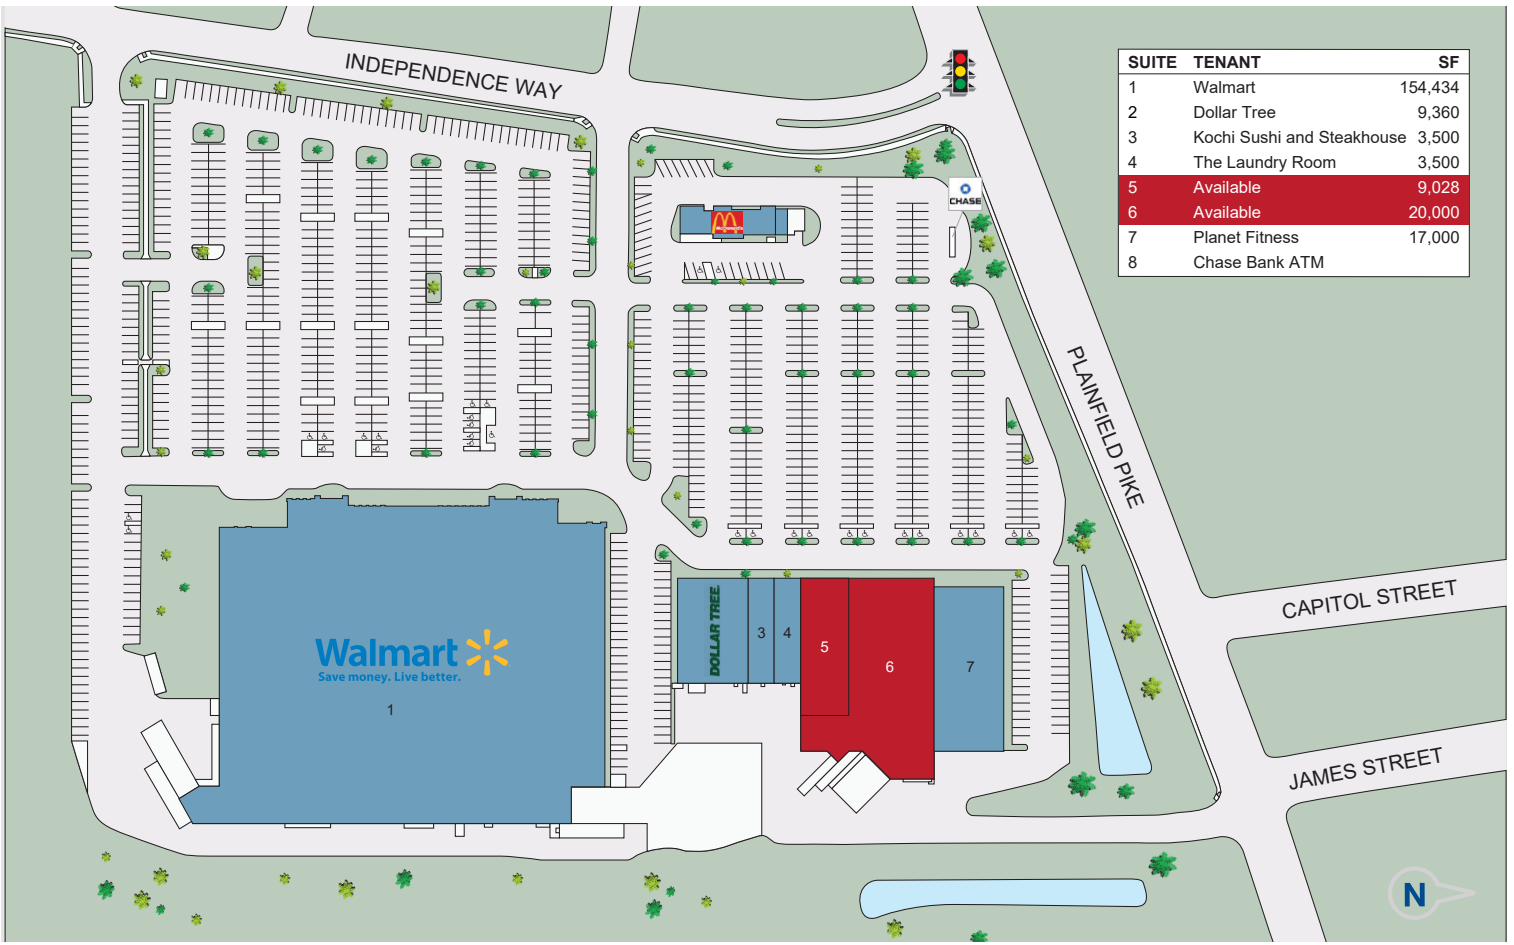 INDEPENDENCE WAY
SUITE TENANT SF
1 Walmart 154,434
2 Dollar Tree 9,360
3 Kochi Sushi and Steakhouse 3,500
4 The Laundry Room 3,500
5 Available 9,028
6 Available 20,000
7 Planet Fitness 17,000
8 Chase Bank ATM
CHASE
McDonald's
PLAINFIELD PIKE
CAPITOL STREET
JAMES STREET
DOLLAR TREE
3
4
5
6
7
Walmart
Save money. Live better.
1
N